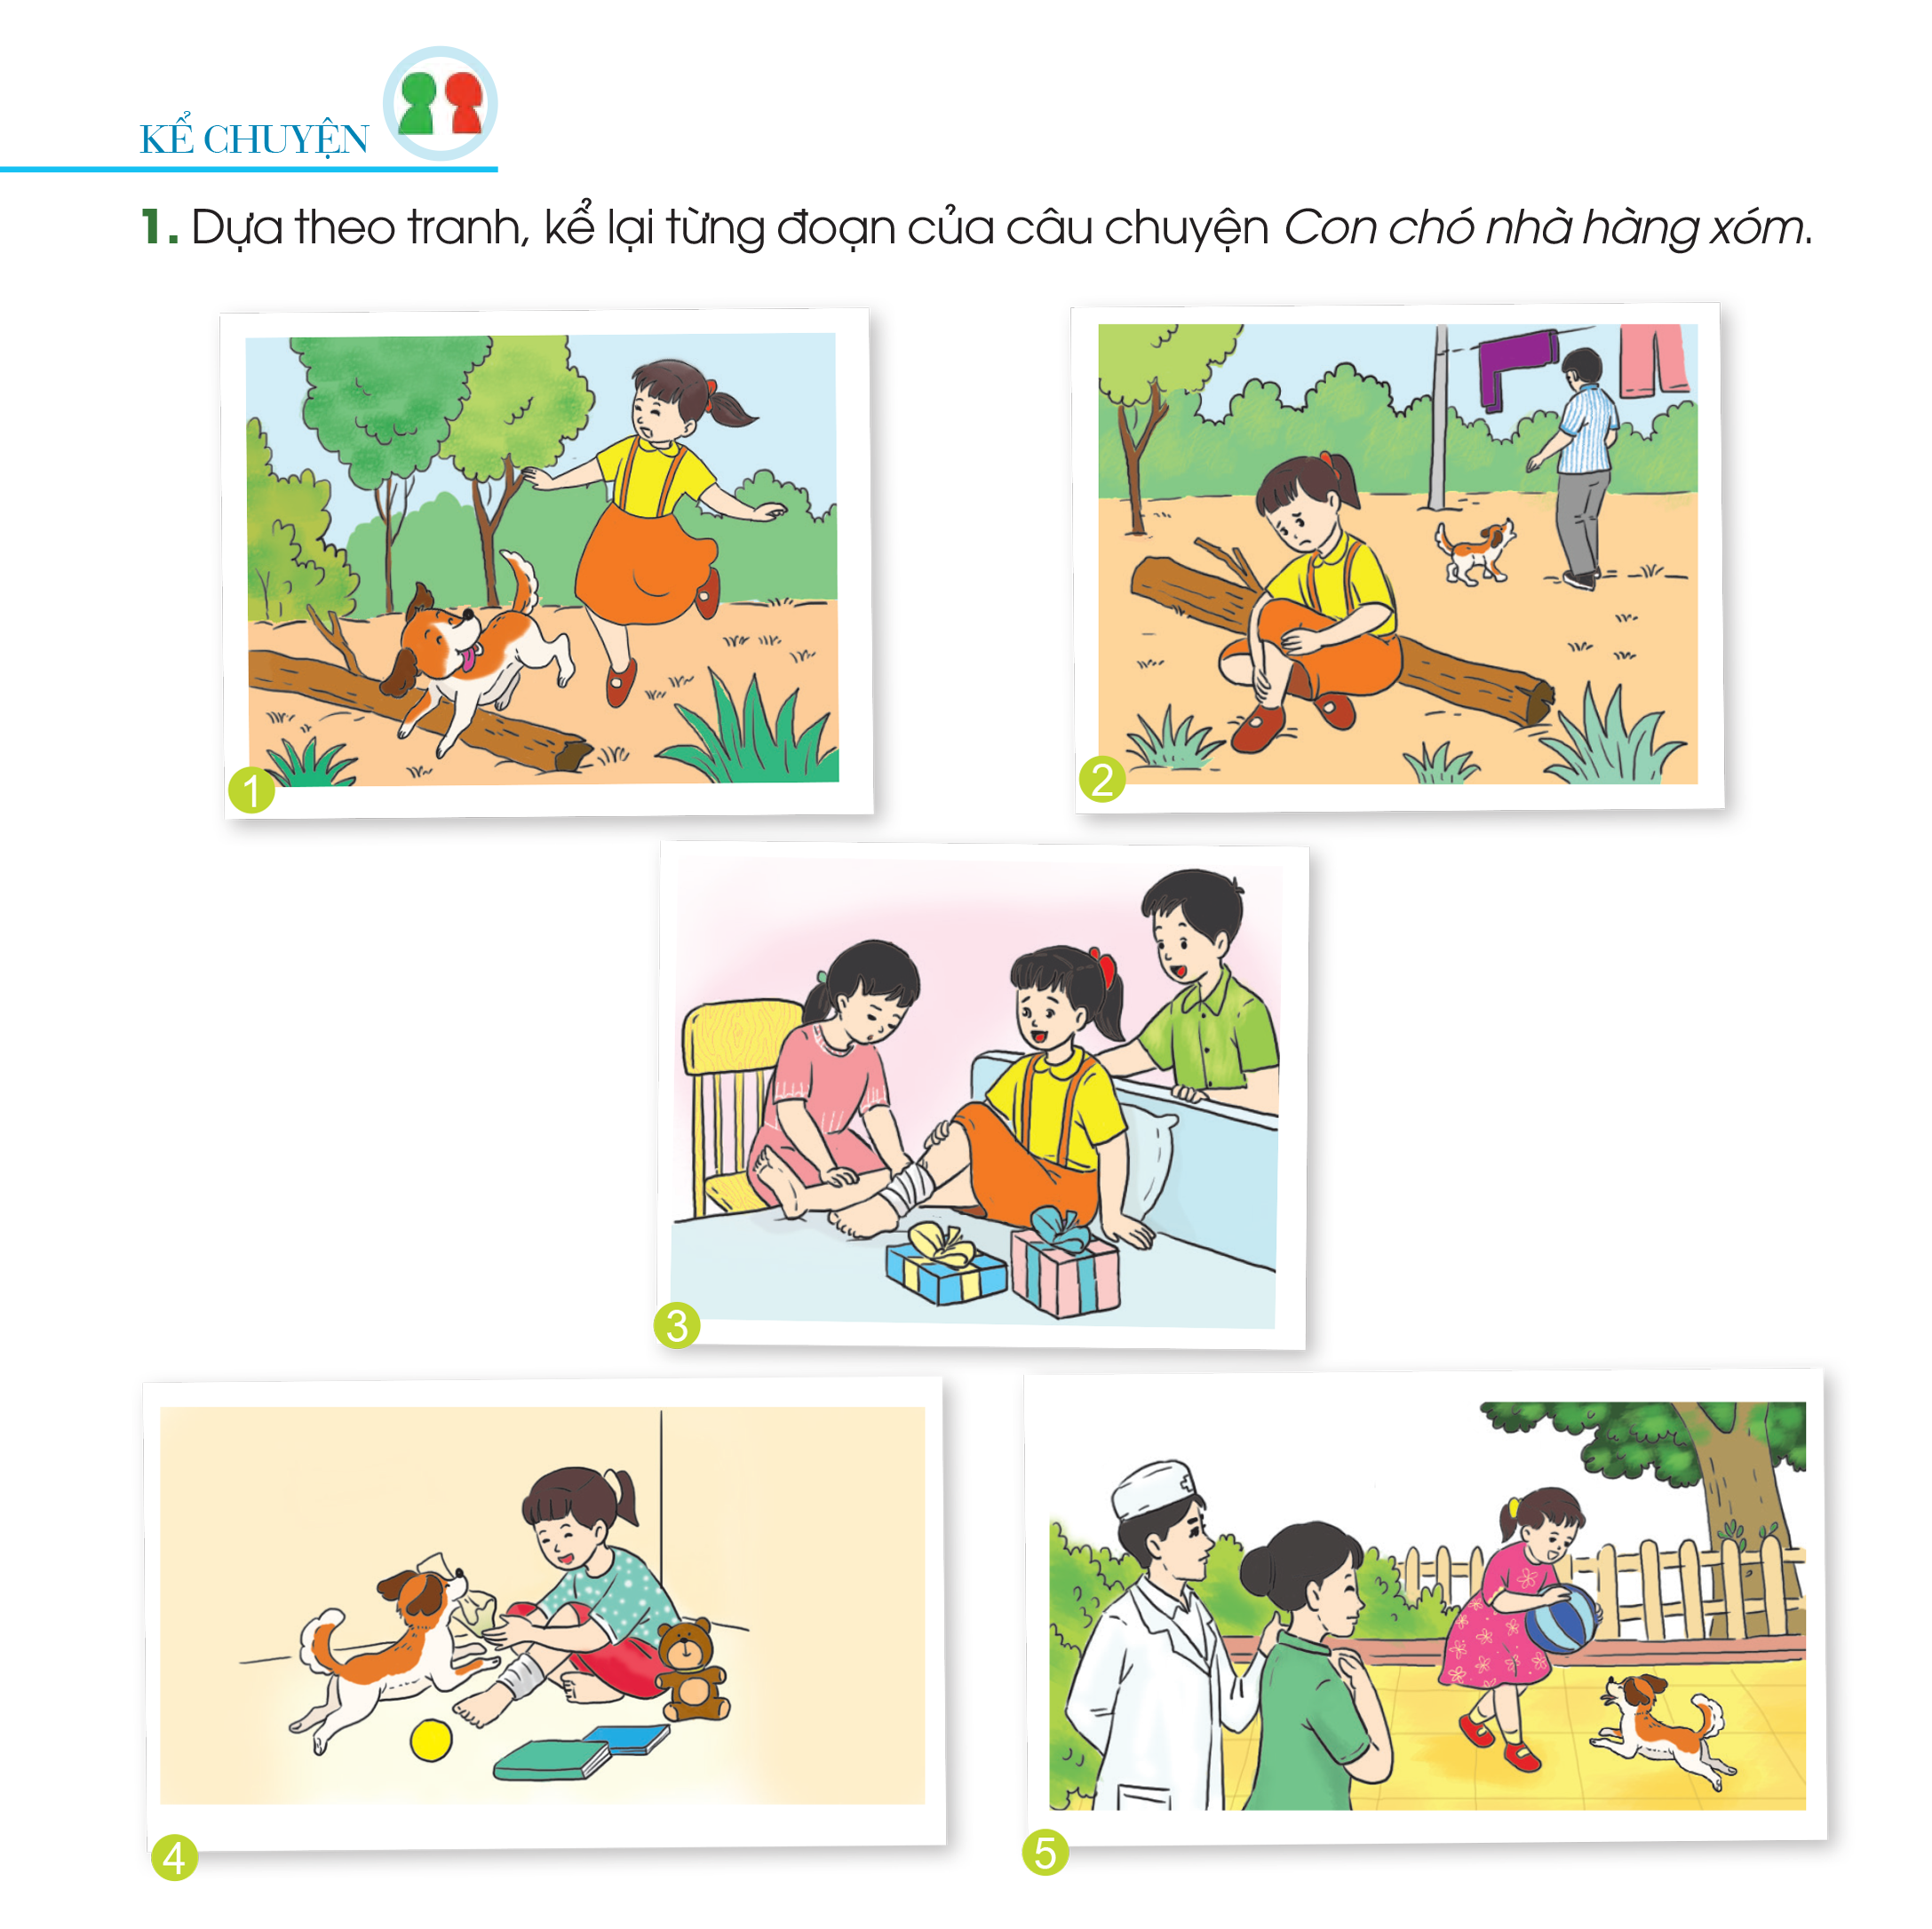 KỂ CHUYỆN
1. Dựa theo tranh, kể lại từng đoạn của câu chuyện Con chó nhà hàng xóm.
1
2
3
4
5